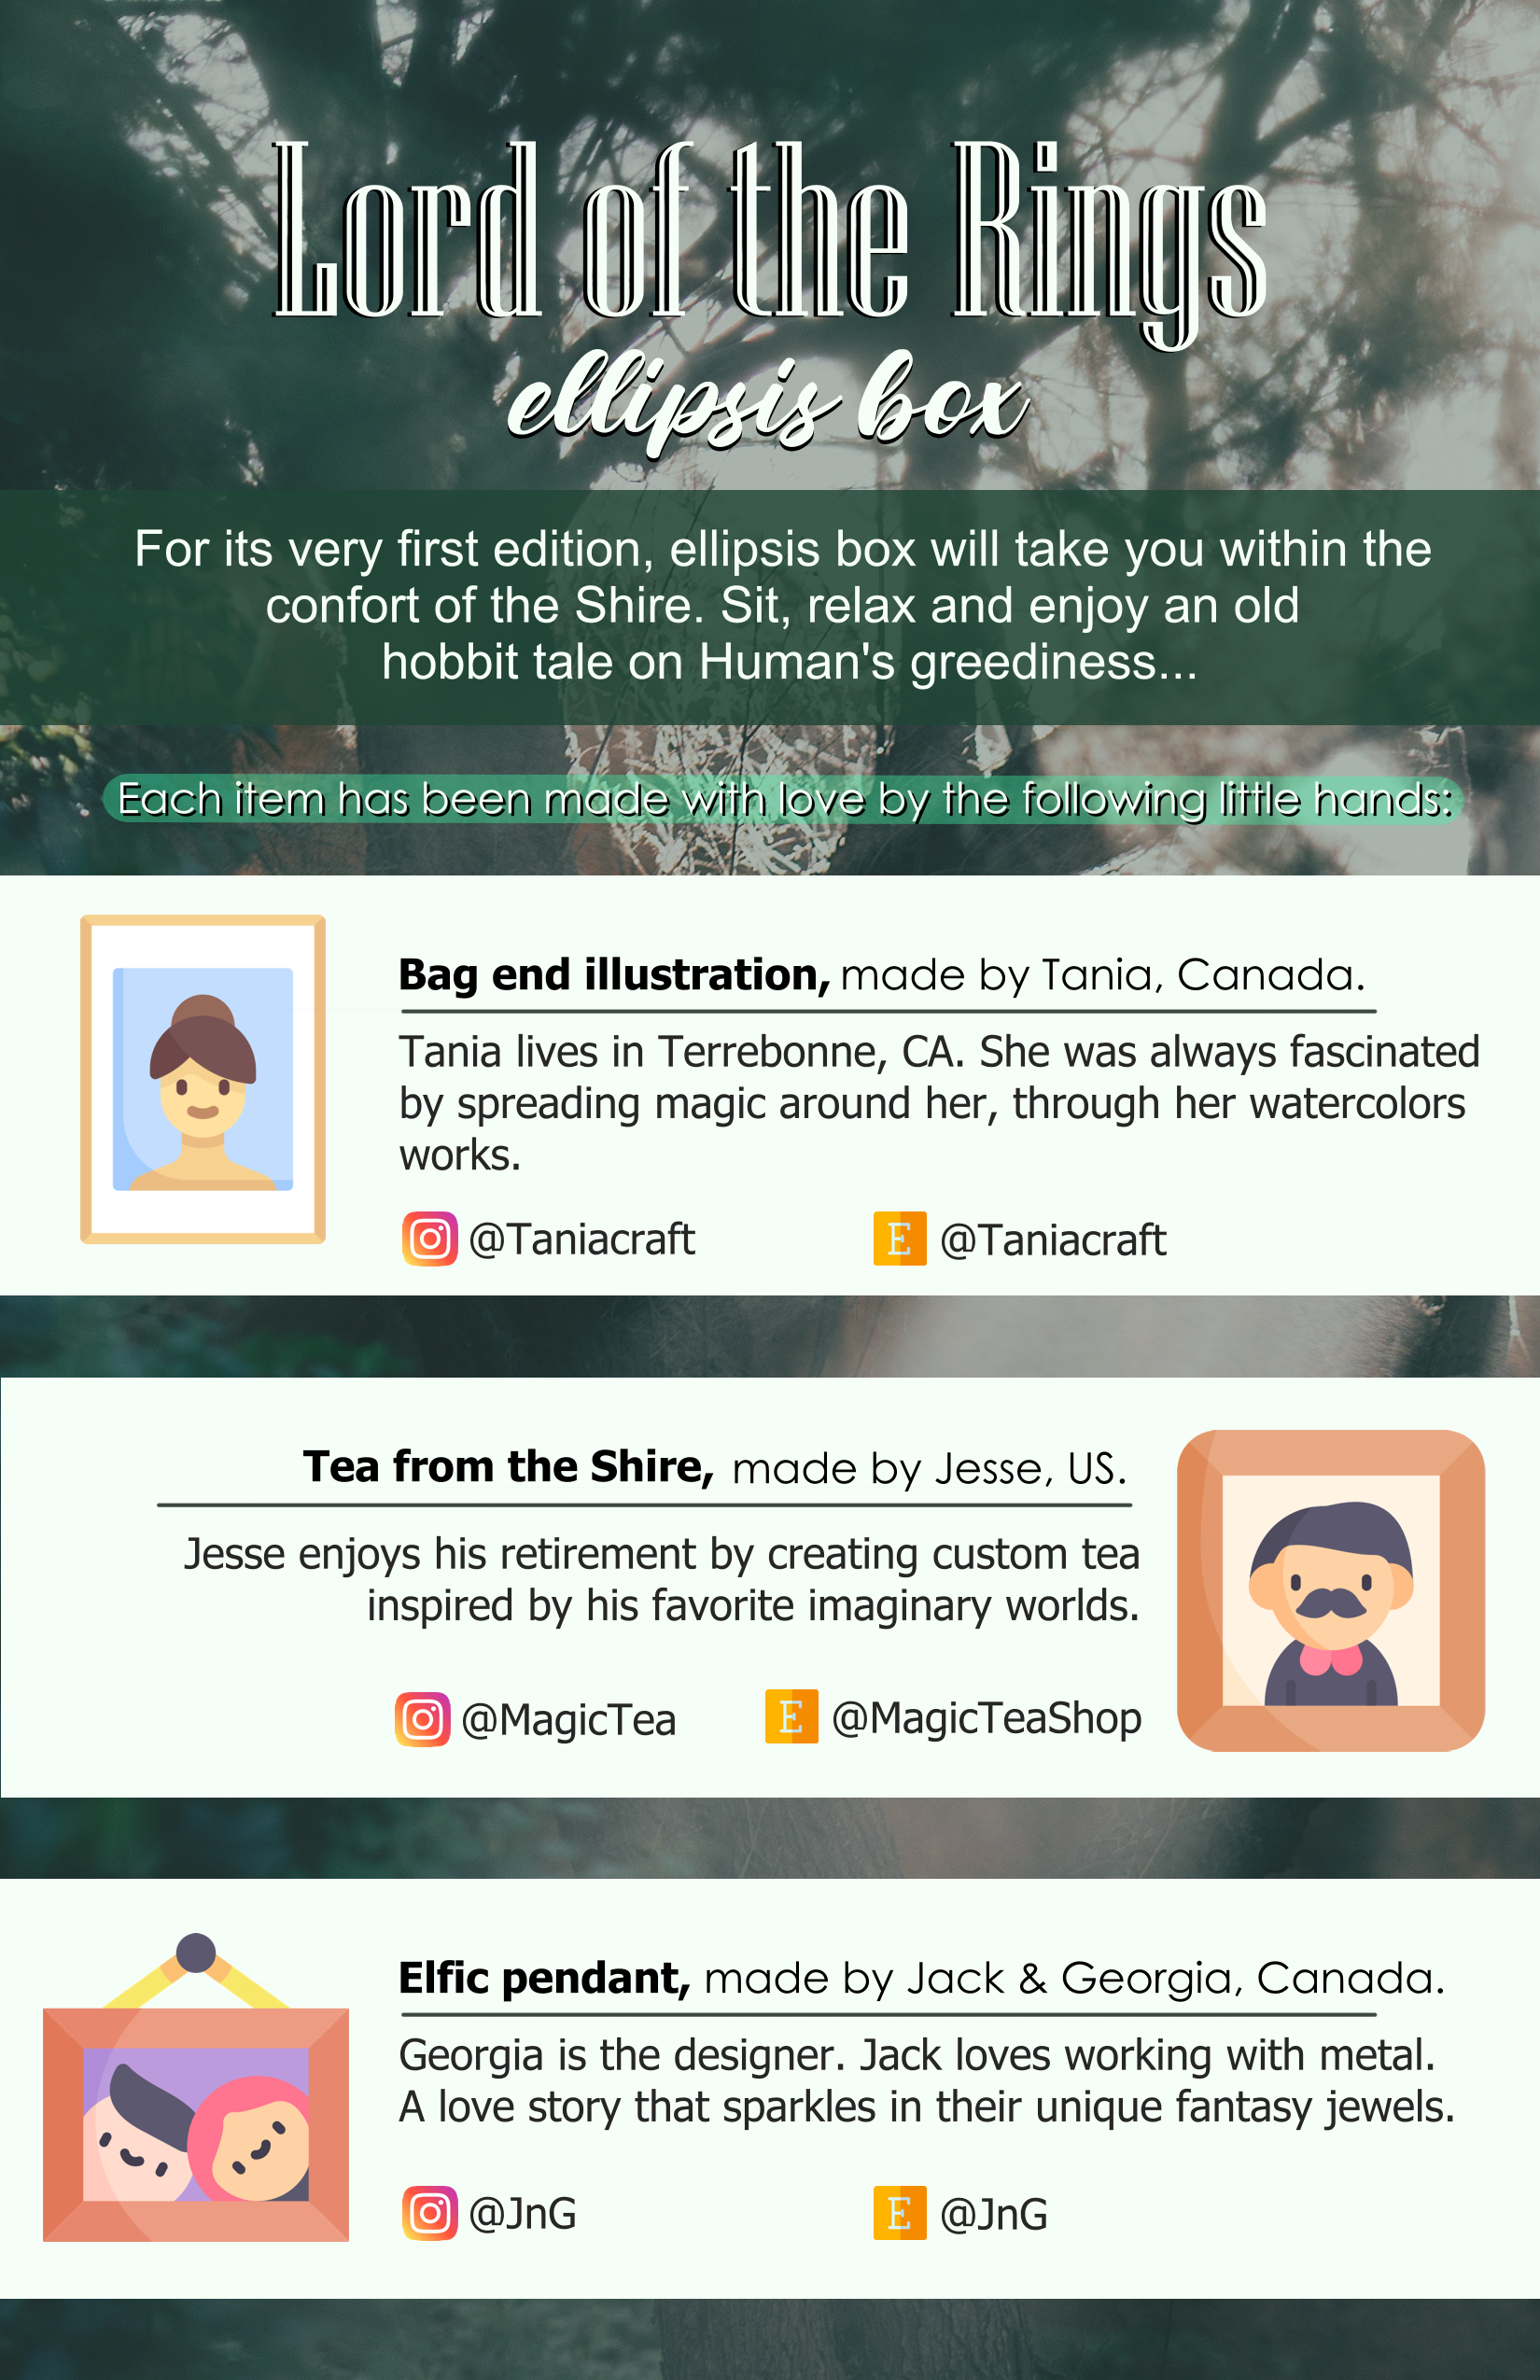 Lord of the Rings
ellipsis box
For its very first edition, ellipsis box will take you within the
confort of the Shire. Sit, relax and enjoy an old
hobbit tale on Human's greediness...
Each item has been made with love by the following little hands:
Bag end illustration, made by Tania, Canada.
Tania lives in Terrebonne, CA. She was always fascinated
by spreading magic around her, through her watercolors
works.
@Taniacraft E @Taniacraft
Tea from the Shire, made by Jesse, US.
Jesse enjoys his retirement by creating custom tea
inspired by his favorite imaginary worlds.
@MagicTea E @MagicTeaShop
Elfic pendant, made by Jack & Georgia, Canada.
Georgia is the designer. Jack loves working with metal.
A love story that sparkles in their unique fantasy jewels.
@JnG E @JnG